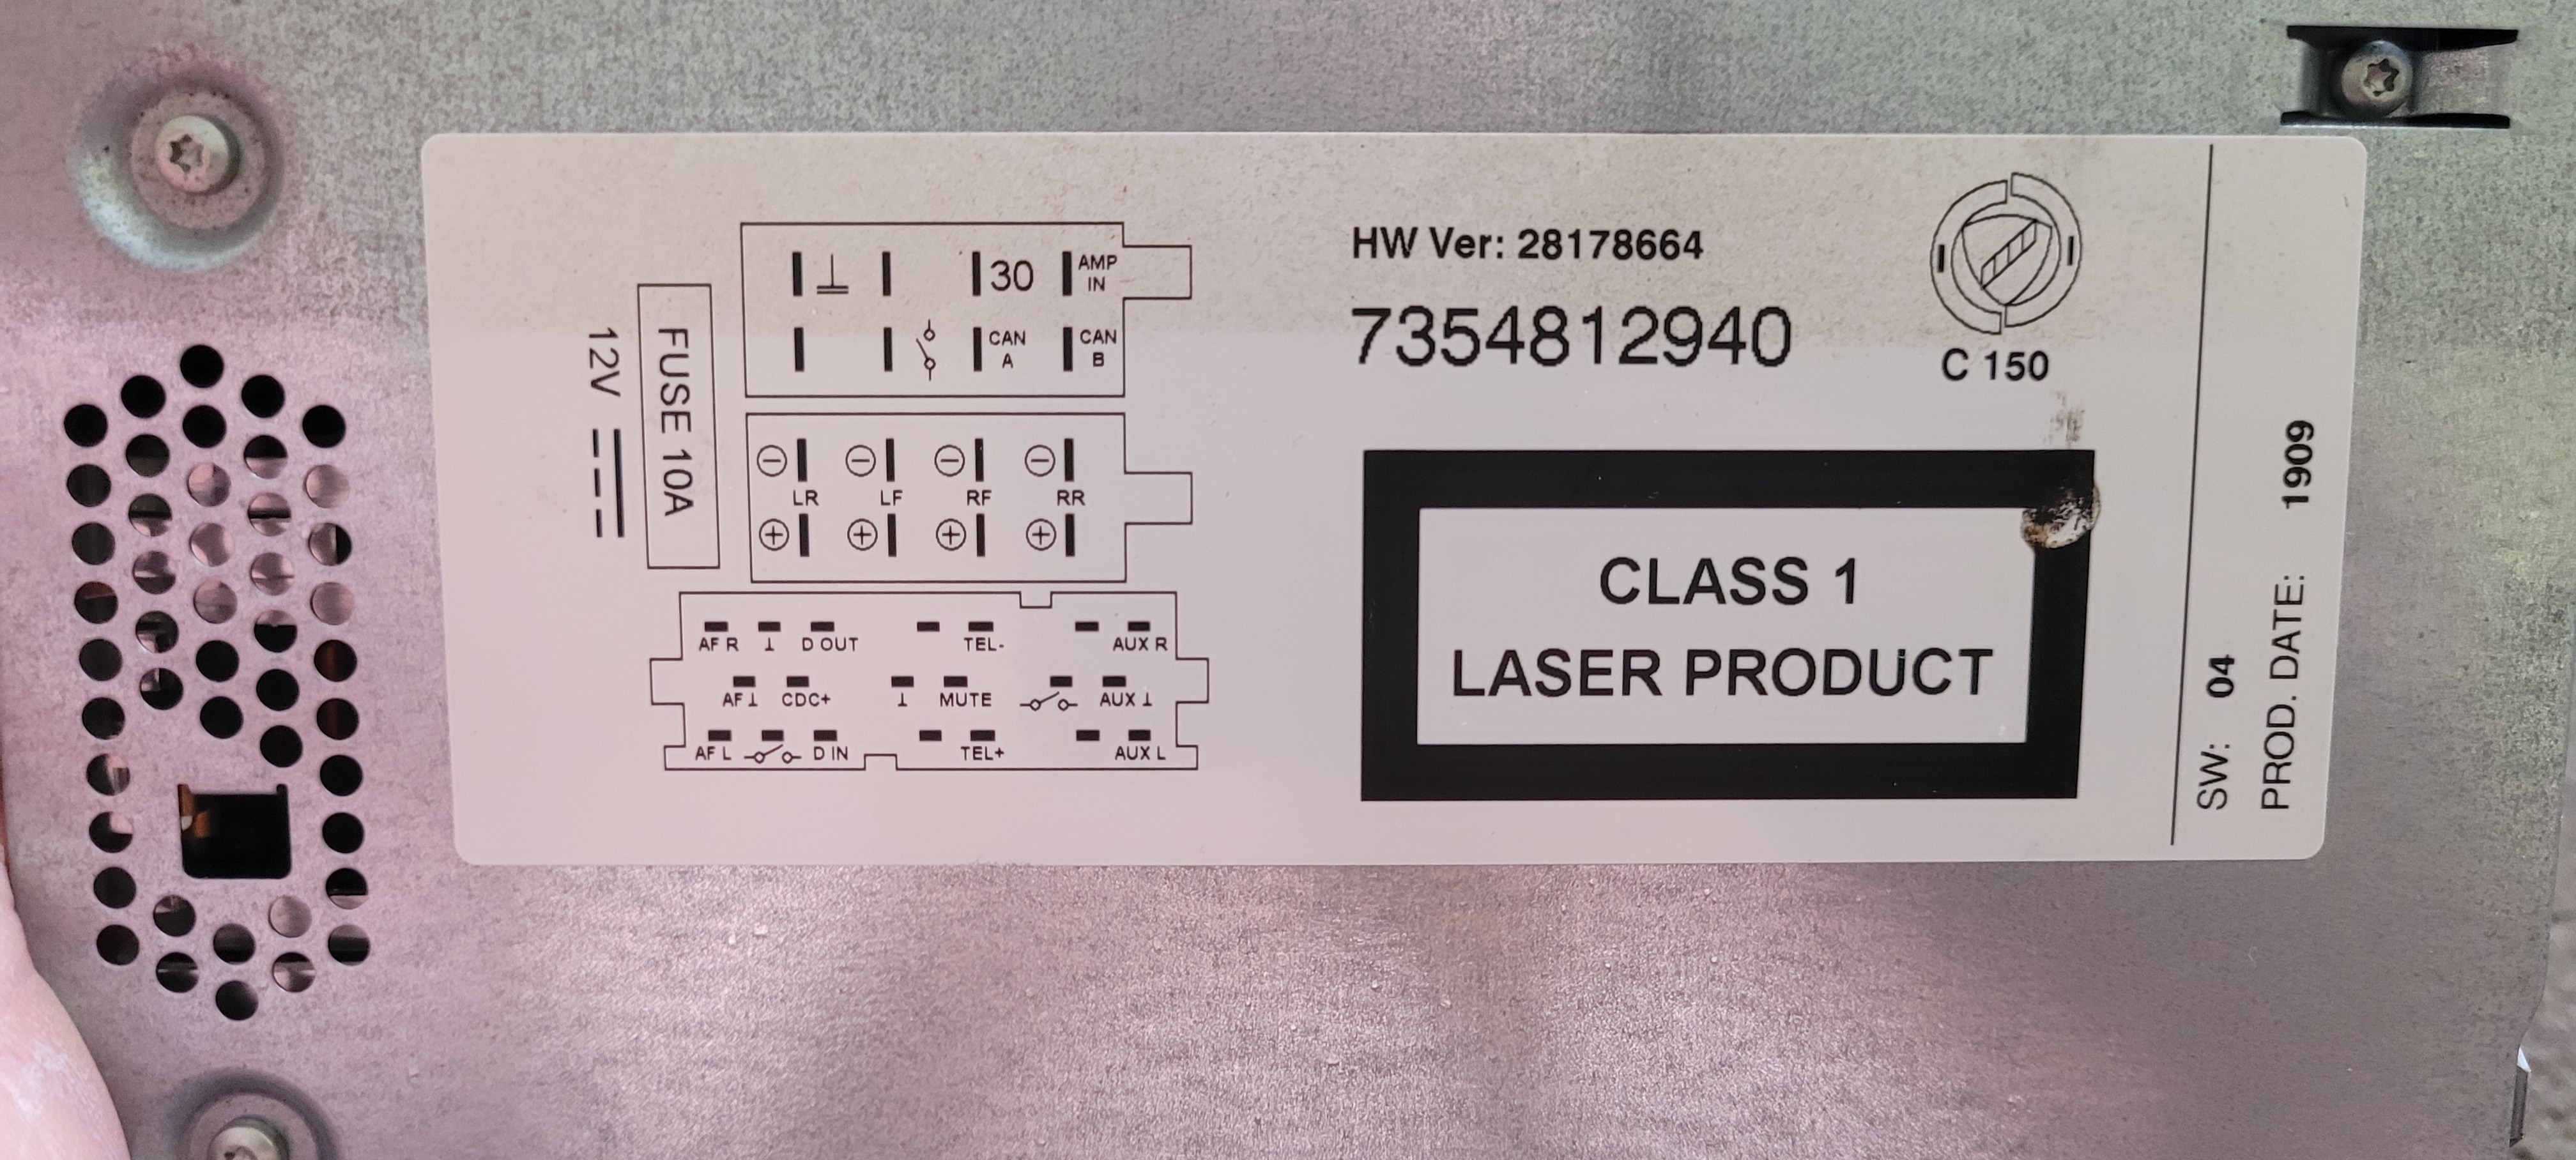 12V
FUSE 10A
30 AMP IN
CAN A CAN B
LR LF RF RR
AF R D OUT TEL- AUX R
AF CDC+ MUTE AUX
AF L D IN TEL+ AUX L
HW Ver: 28178664
7354812940
C 150
CLASS 1
LASER PRODUCT
SW: 04
PROD. DATE: 1909